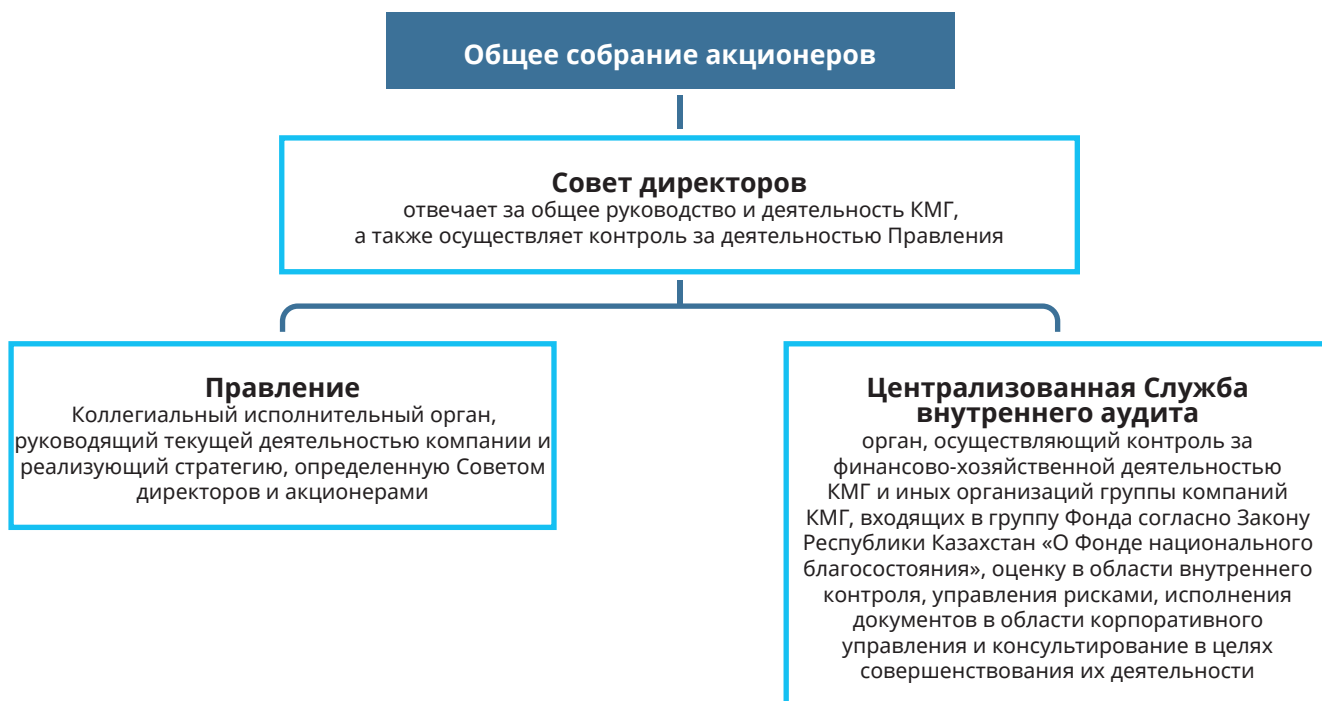 Общее собрание акционеров
Совет директоров
отвечает за общее руководство и деятельность КМГ,
а также осуществляет контроль за деятельностью Правления
Правление
Коллегиальный исполнительный орган,
руководящий текущей деятельностью компании и
реализующий стратегию, определенную Советом
директоров и акционерами
Централизованная Служба
внутреннего аудита
орган, осуществляющий контроль за
финансово-хозяйственной деятельностью
КМГ и иных организаций группы компаний
КМГ, входящих в группу Фонда согласно Закону
Республики Казахстан «О Фонде национального
благосостояния», оценку в области внутреннего
контроля, управления рисками, исполнения
документов в области корпоративного
управления и консультирование в целях
совершенствования их деятельности